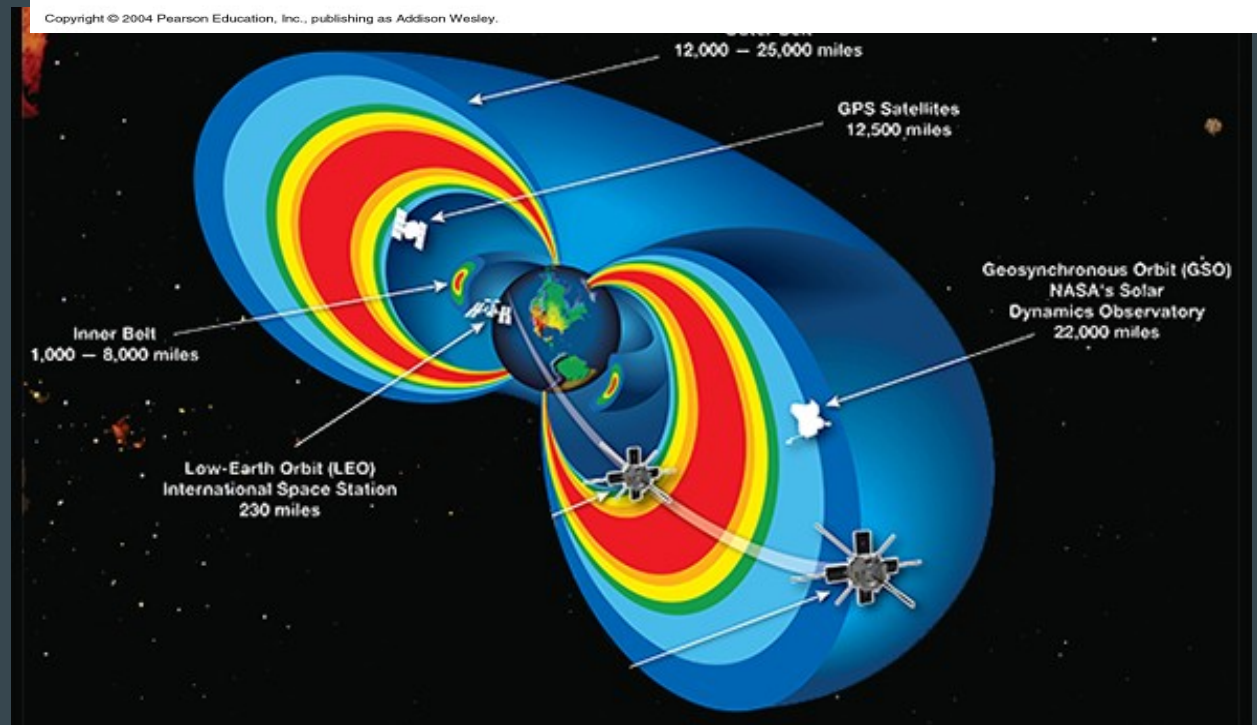 Copyright © 2004 Pearson Education, Inc., publishing as Addison Wesley.
12,000 – 25,000 miles
GPS Satellites
12,500 miles
Geosynchronous Orbit (GSO)
NASA's Solar
Dynamics Observatory
22,000 miles
Inner Belt
1,000 – 8,000 miles
Low-Earth Orbit (LEO)
International Space Station
230 miles